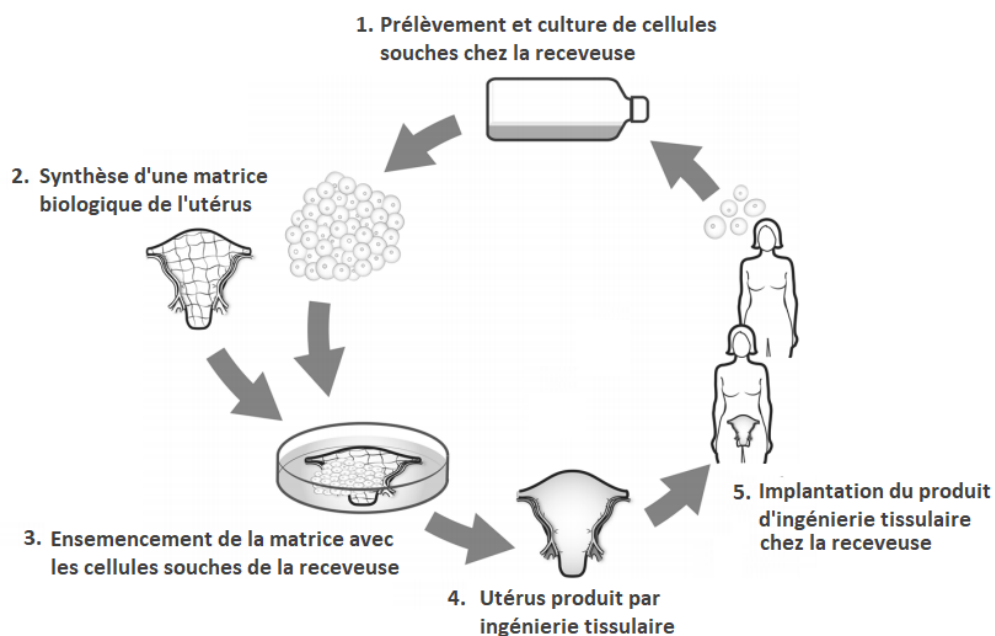 1. Prélèvement et culture de cellules
souches chez la receveuse
2. Synthèse d'une matrice
biologique de l'utérus
3. Ensemencement de la matrice avec
les cellules souches de la receveuse
4. Utérus produit par
ingénierie tissulaire
5. Implantation du produit
d'ingénierie tissulaire
chez la receveuse